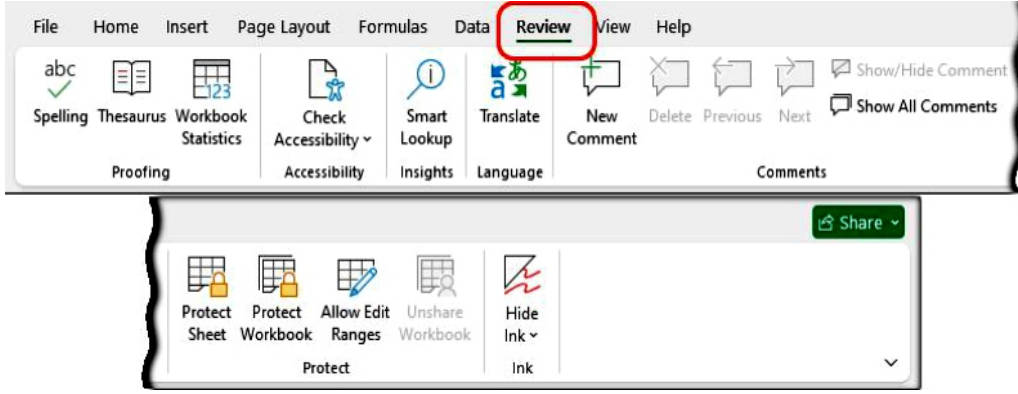 File Home Insert Page Layout Formulas Data Review View Help
abc
123
i
a あ
Show/Hide Comment
Show All Comments
Spelling Thesaurus Workbook Check Smart Translate New Delete Previous Next
Statistics Accessibility Lookup Comment
Proofing Accessibility Insights Language Comments
Share
Protect Protect Allow Edit Unshare Hide
Sheet Workbook Ranges Workbook Ink
Protect Ink